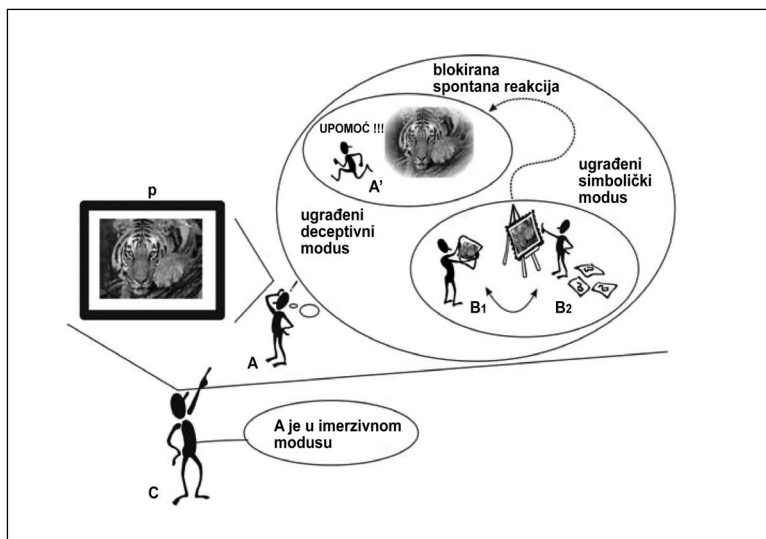 blokirana
spontana reakcija
UPOMOĆ !!!
A'
ugrađeni
simbolički
modus
p
ugrađeni
deceptivni
modus
B1
B2
A
A je u imerzivnom
modusu
C